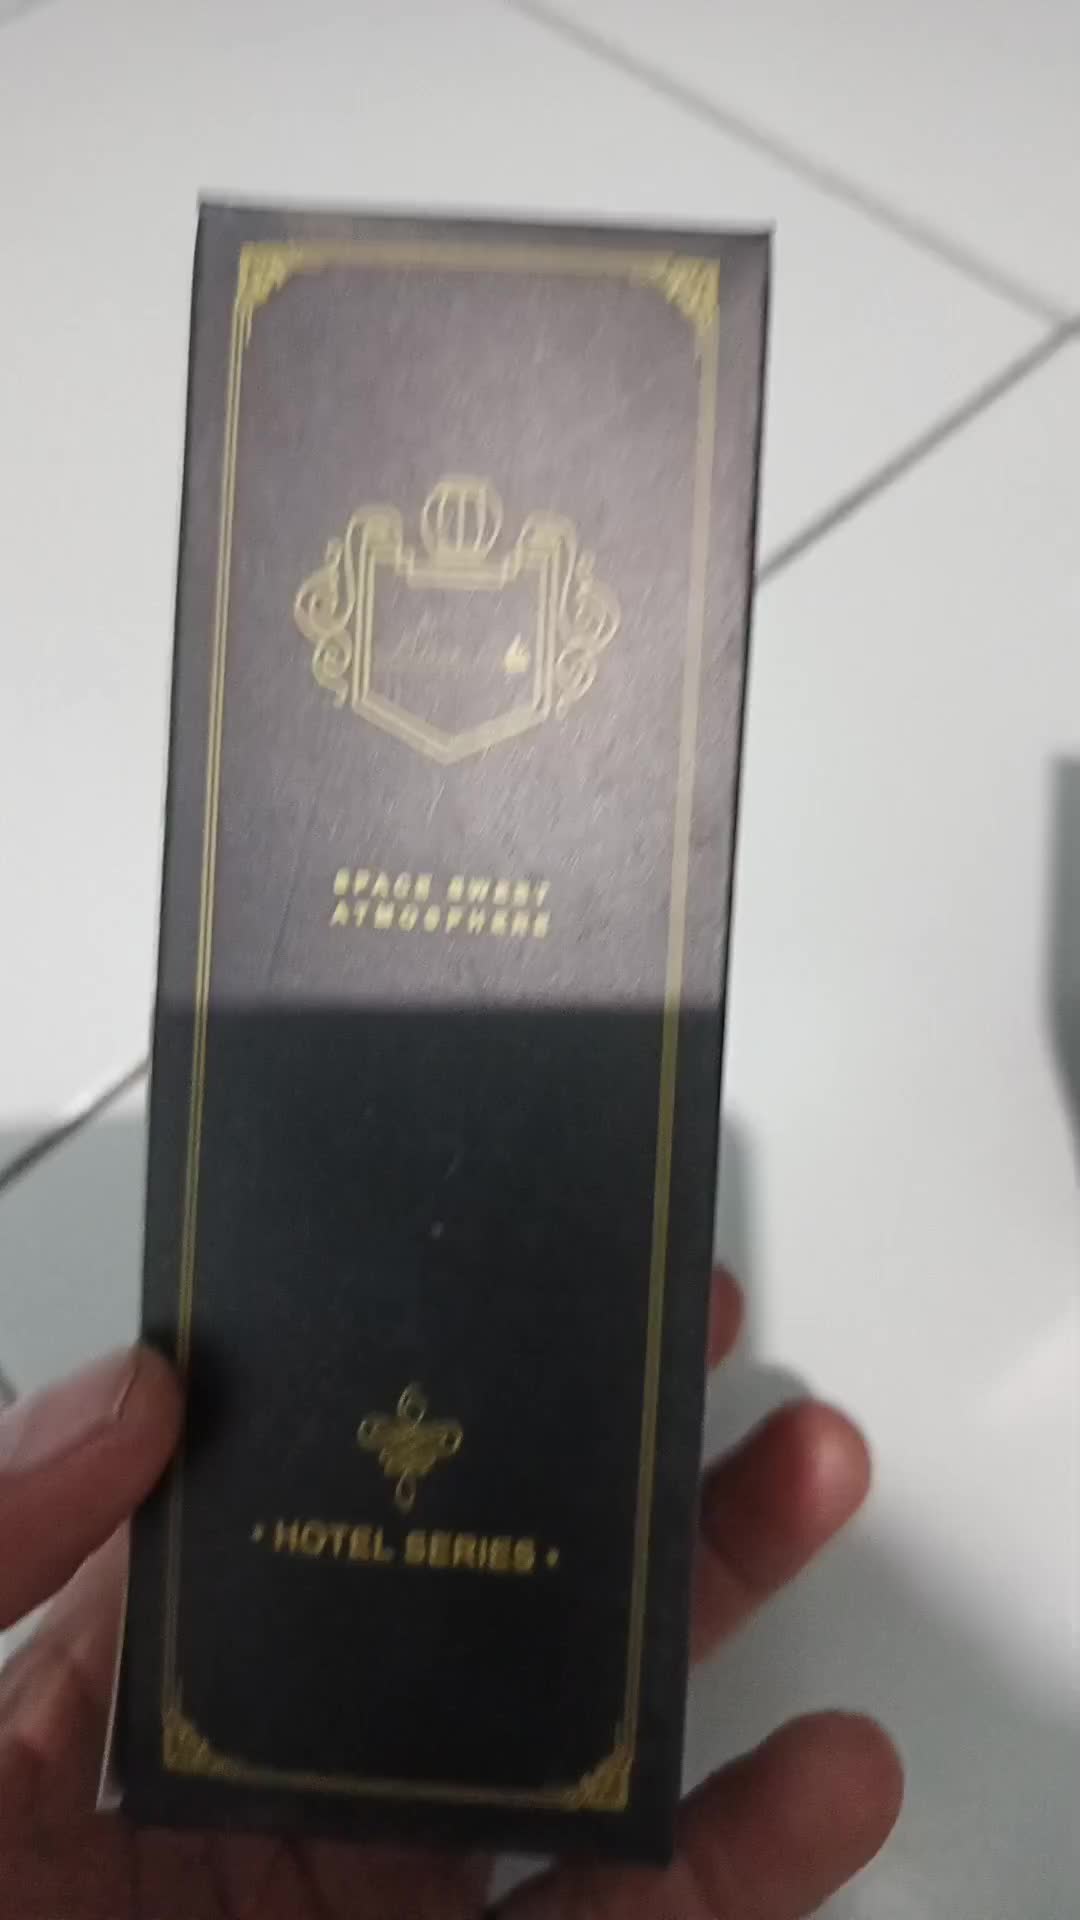 SPACE SWEET
ATMOSPHERE
• HOTEL SERIES •